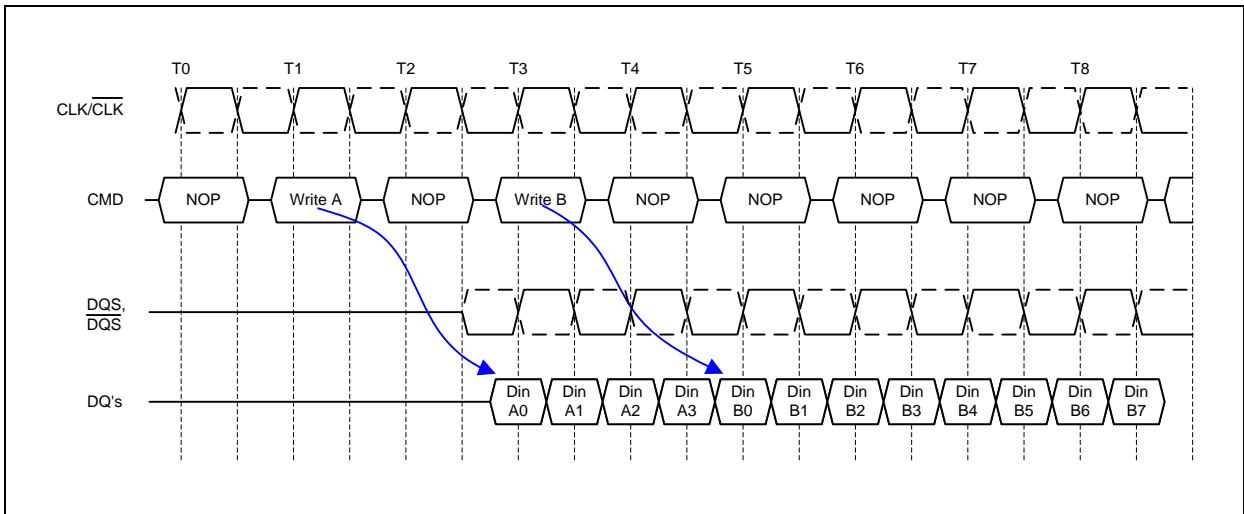 T0 T1 T2 T3 T4 T5 T6 T7 T8
CLK/CLK
CMD NOP Write A NOP Write B NOP NOP NOP NOP NOP
DQS,
DQS
DQ's Din Din Din Din Din Din Din Din Din Din Din Din
A0 A1 A2 A3 B0 B1 B2 B3 B4 B5 B6 B7